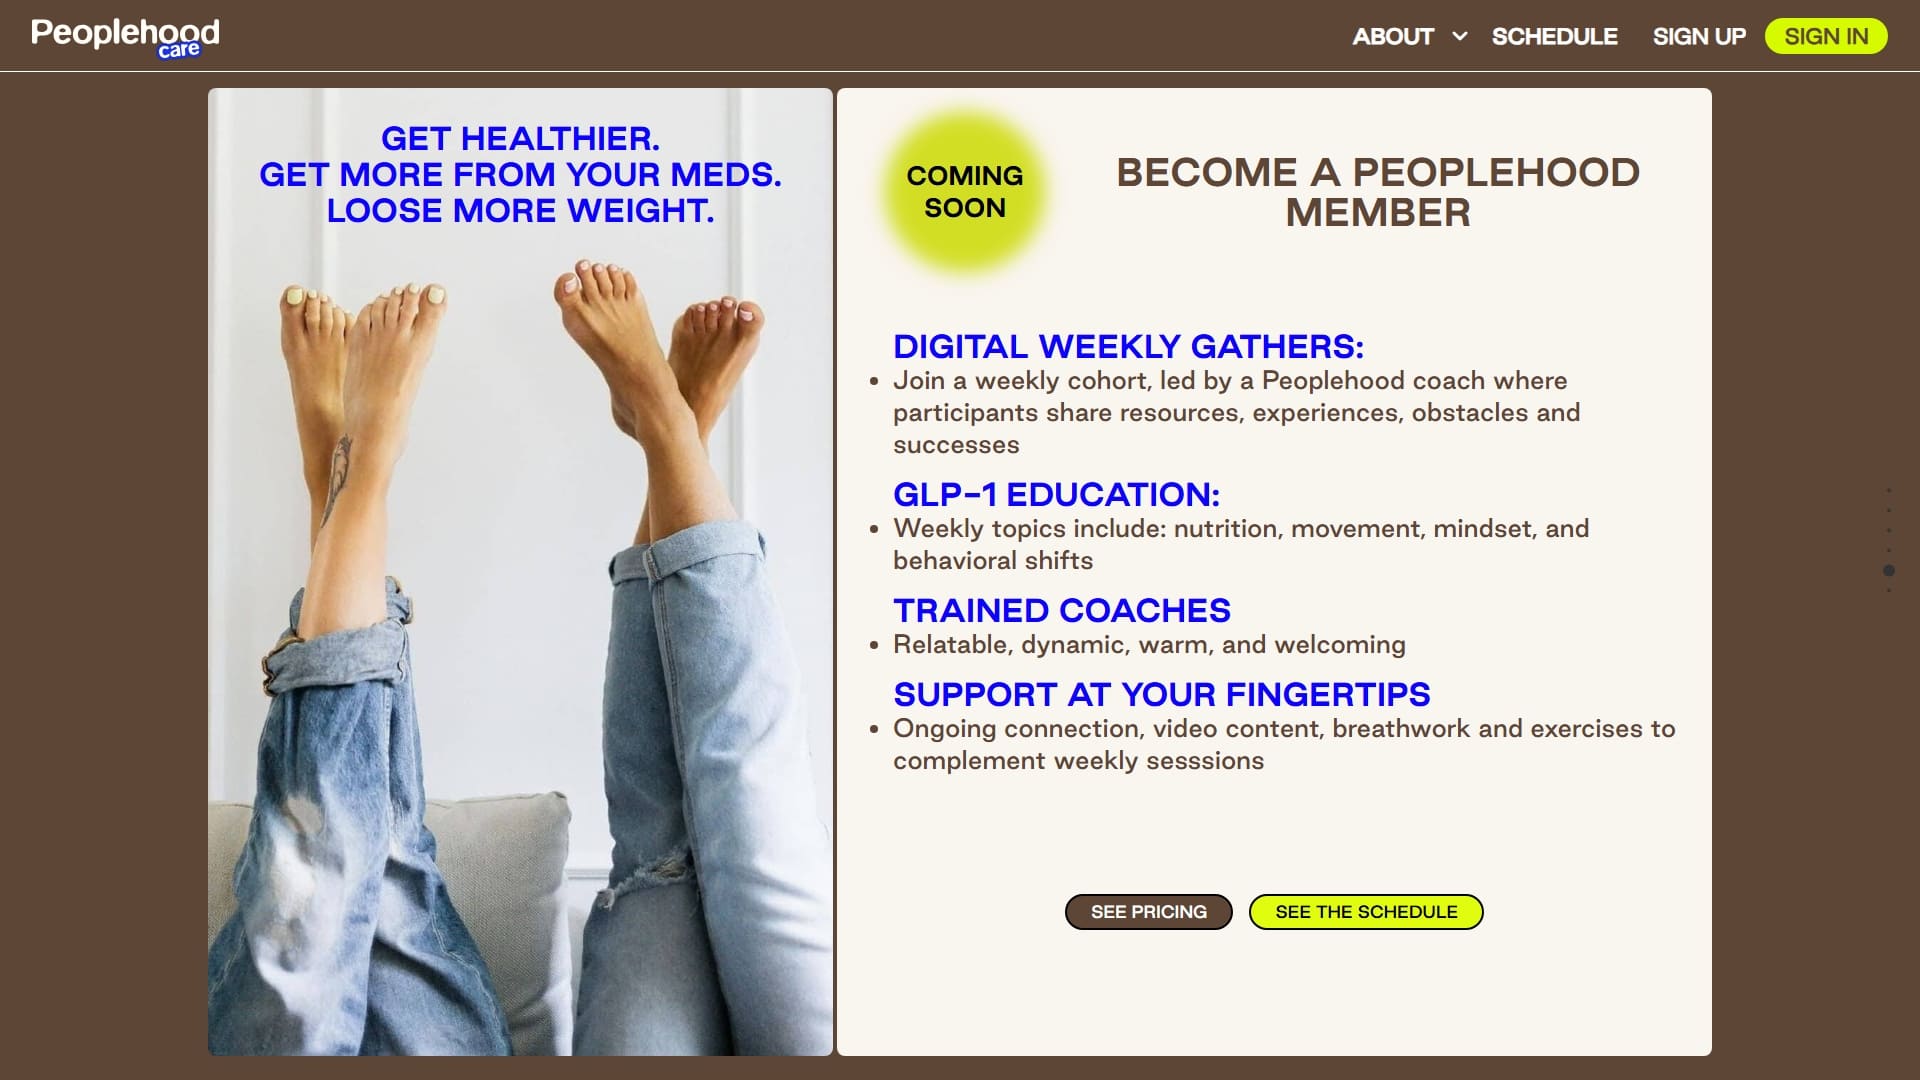 Peoplehood
care
ABOUT
SCHEDULE
SIGN UP
SIGN IN
GET HEALTHIER.
GET MORE FROM YOUR MEDS.
LOOSE MORE WEIGHT.
COMING
SOON
BECOME A PEOPLEHOOD
MEMBER
DIGITAL WEEKLY GATHERS:
• Join a weekly cohort, led by a Peoplehood coach where
participants share resources, experiences, obstacles and
successes
GLP-1 EDUCATION:
• Weekly topics include: nutrition, movement, mindset, and
behavioral shifts
TRAINED COACHES
• Relatable, dynamic, warm, and welcoming
SUPPORT AT YOUR FINGERTIPS
• Ongoing connection, video content, breathwork and exercises to
complement weekly sesssions
SEE PRICING
SEE THE SCHEDULE